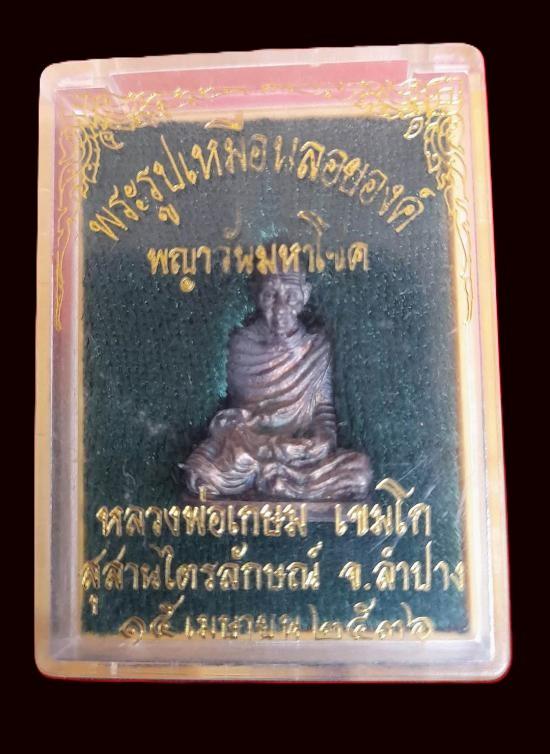 พระรูปเหมือนลอยองค์
พญาวันมหาโชค
หลวงพ่อเกษม เขมโก
สุสานไตรลักษณ์ จ.ลำปาง
๑๕ เมษายน ๒๕๓๖